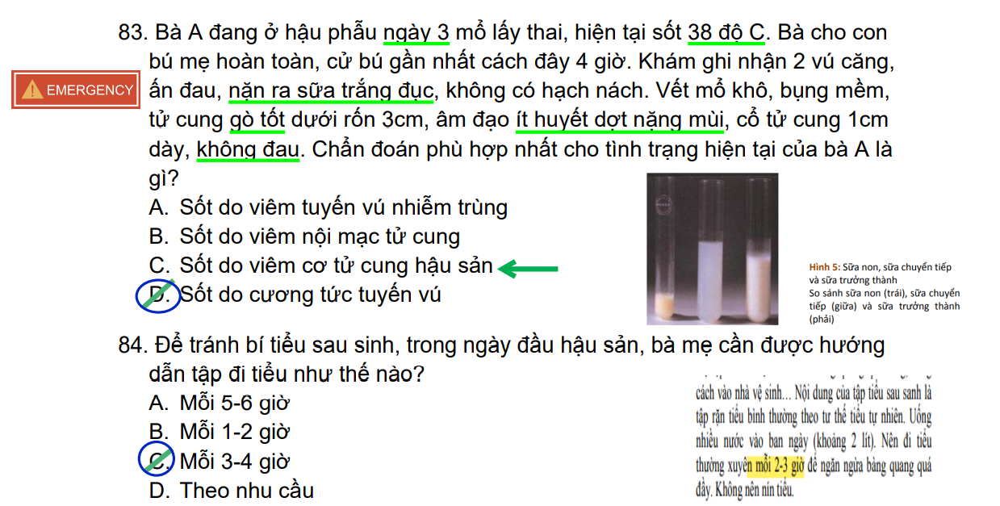 83. Bà A đang ở hậu phẫu ngày 3 mổ lấy thai, hiện tại sốt 38 độ C. Bà cho con
bú mẹ hoàn toàn, cử bú gần nhất cách đây 4 giờ. Khám ghi nhận 2 vú căng,
EMERGENCY
ấn đau, nặn ra sữa trắng đục, không có hạch nách. Vết mổ khô, bụng mềm,
tử cung gò tốt dưới rốn 3cm, âm đạo ít huyết dợt nặng mùi, cổ tử cung 1cm
dày, không đau. Chẩn đoán phù hợp nhất cho tình trạng hiện tại của bà A là
gì?
A. Sốt do viêm tuyến vú nhiễm trùng
B. Sốt do viêm nội mạc tử cung
C. Sốt do viêm cơ tử cung hậu sản
D. Sốt do cương tức tuyến vú
Hình 5: Sữa non, sữa chuyển tiếp
và sữa trưởng thành
So sánh sữa non (trái), sữa chuyển
tiếp (giữa) và sữa trưởng thành
(phải)
84. Để tránh bí tiểu sau sinh, trong ngày đầu hậu sản, bà mẹ cần được hướng
dẫn tập đi tiểu như thế nào?
A. Mỗi 5-6 giờ
B. Mỗi 1-2 giờ
C. Mỗi 3-4 giờ
D. Theo nhu cầu
cách vào nhà vệ sinh... Nội dung của tập tiểu sau sanh là
tập rặn tiểu bình thường theo tư thế tiểu tự nhiên. Uống
nhiều nước vào ban ngày (khoảng 2 lít). Nên đi tiểu
thường xuyên mỗi 2-3 giờ để ngăn ngừa bàng quang quá
đầy. Không nên nín tiểu.